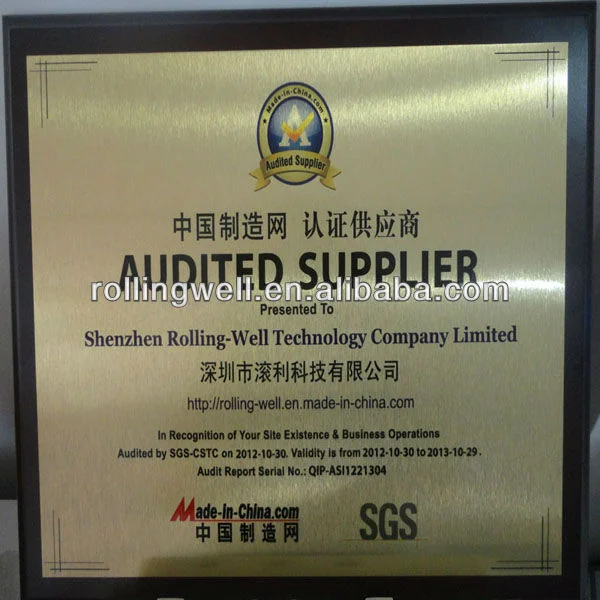 Made-in-China.com
Audited Supplier
中国制造网 认证供应商
AUDITED SUPPLIER
rollingwell.en.alibaba.com
Presented To
Shenzhen Rolling-Well Technology Company Limited
深圳市滚利科技有限公司
http://rolling-well.en.made-in-china.com
In Recognition of Your Site Existence & Business Operations
Audited by SGS-CSTC on 2012-10-30. Validity is from 2012-10-30 to 2013-10-29.
Audit Report Serial No.: QIP-ASI1221304
Made-in-China.com
中国制造网
SGS